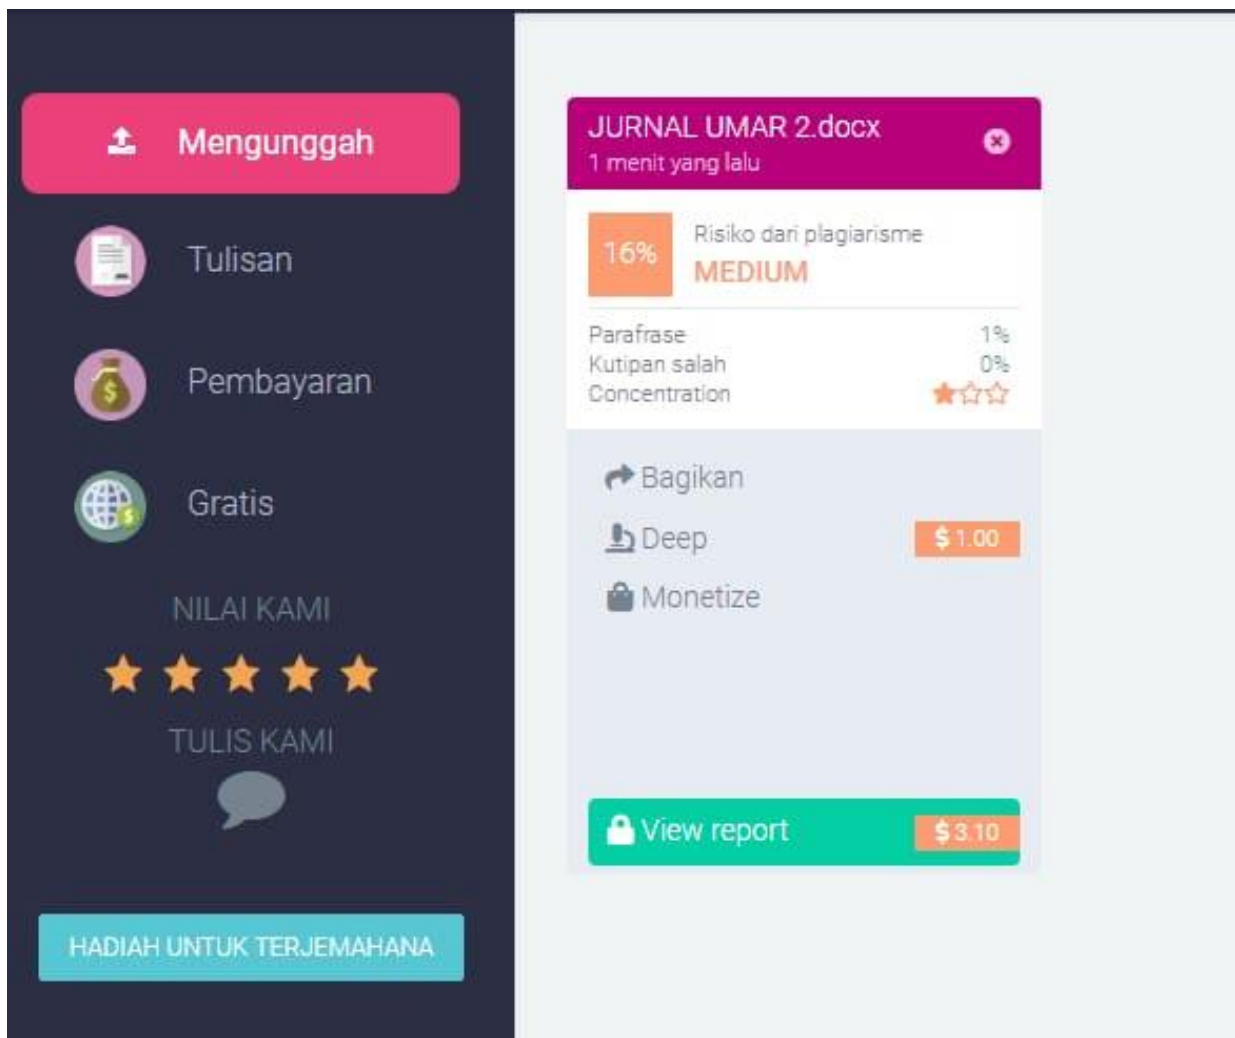 Mengunggah
Tulisan
Pembayaran
Gratis
NILAI KAMI
TULIS KAMI
HADIAH UNTUK TERJEMAHANA
JURNAL UMAR 2.docx
1 menit yang lalu
16%
Risiko dari plagiarisme
MEDIUM
Parafrase 1%
Kutipan salah 0%
Concentration
Bagikan
Deep $ 1.00
Monetize
View report $ 3.10